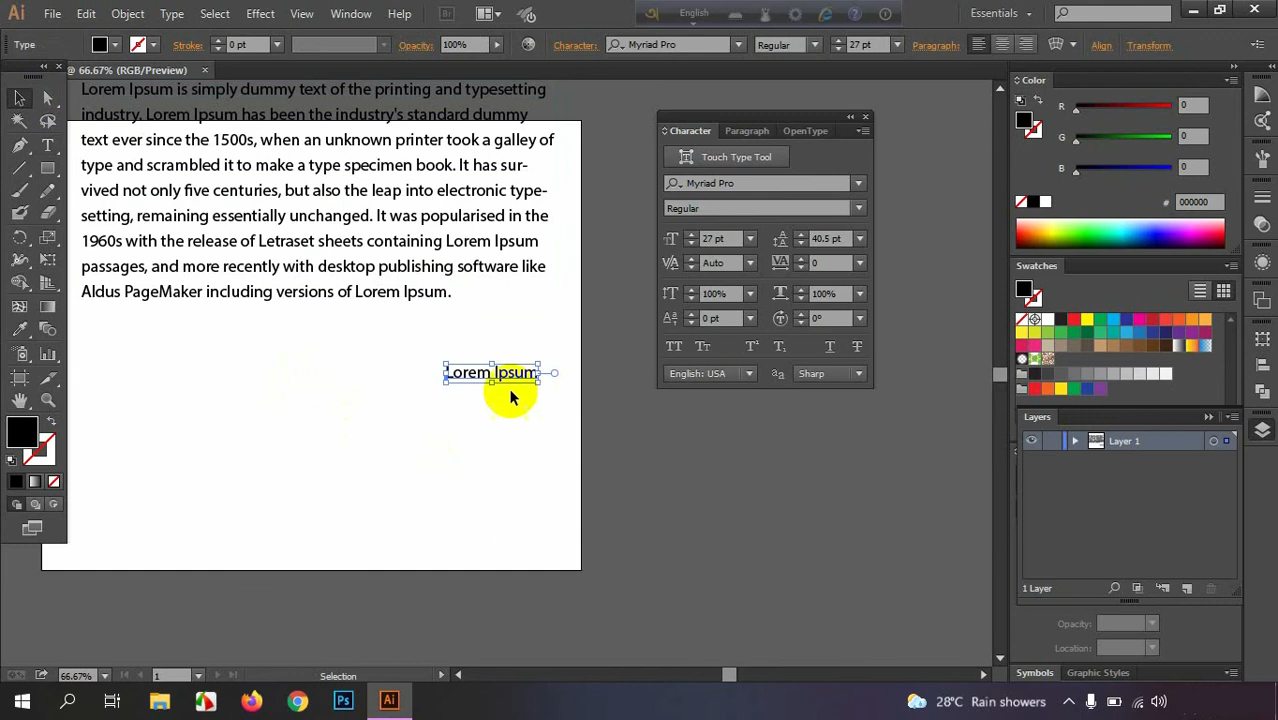 Ai File Edit Object Type Select Effect View Window Help Br English Essentials
Type Stroke: 0 pt Opacity: 100% Character: Myriad Pro Regular 27 pt Paragraph: Align Transform
@ 66.67% (RGB/Preview)
Lorem Ipsum is simply dummy text of the printing and typesetting
industry. Lorem Ipsum has been the industry's standard dummy
text ever since the 1500s, when an unknown printer took a galley of
type and scrambled it to make a type specimen book. It has sur-
vived not only five centuries, but also the leap into electronic type-
setting, remaining essentially unchanged. It was popularised in the
1960s with the release of Letraset sheets containing Lorem Ipsum
passages, and more recently with desktop publishing software like
Aldus PageMaker including versions of Lorem Ipsum.
Lorem Ipsum
Character Paragraph OpenType
Touch Type Tool
Myriad Pro
Regular
27 pt 40.5 pt
Auto 0
100% 100%
0 pt 0°
English: USA Sharp
Color
R 0
G 0
B 0
# 000000
Swatches
Layers
Layer 1
1 Layer
Opacity:
Location:
Symbols Graphic Styles
66.67% 1 Selection
Ps Ai 28°C Rain showers